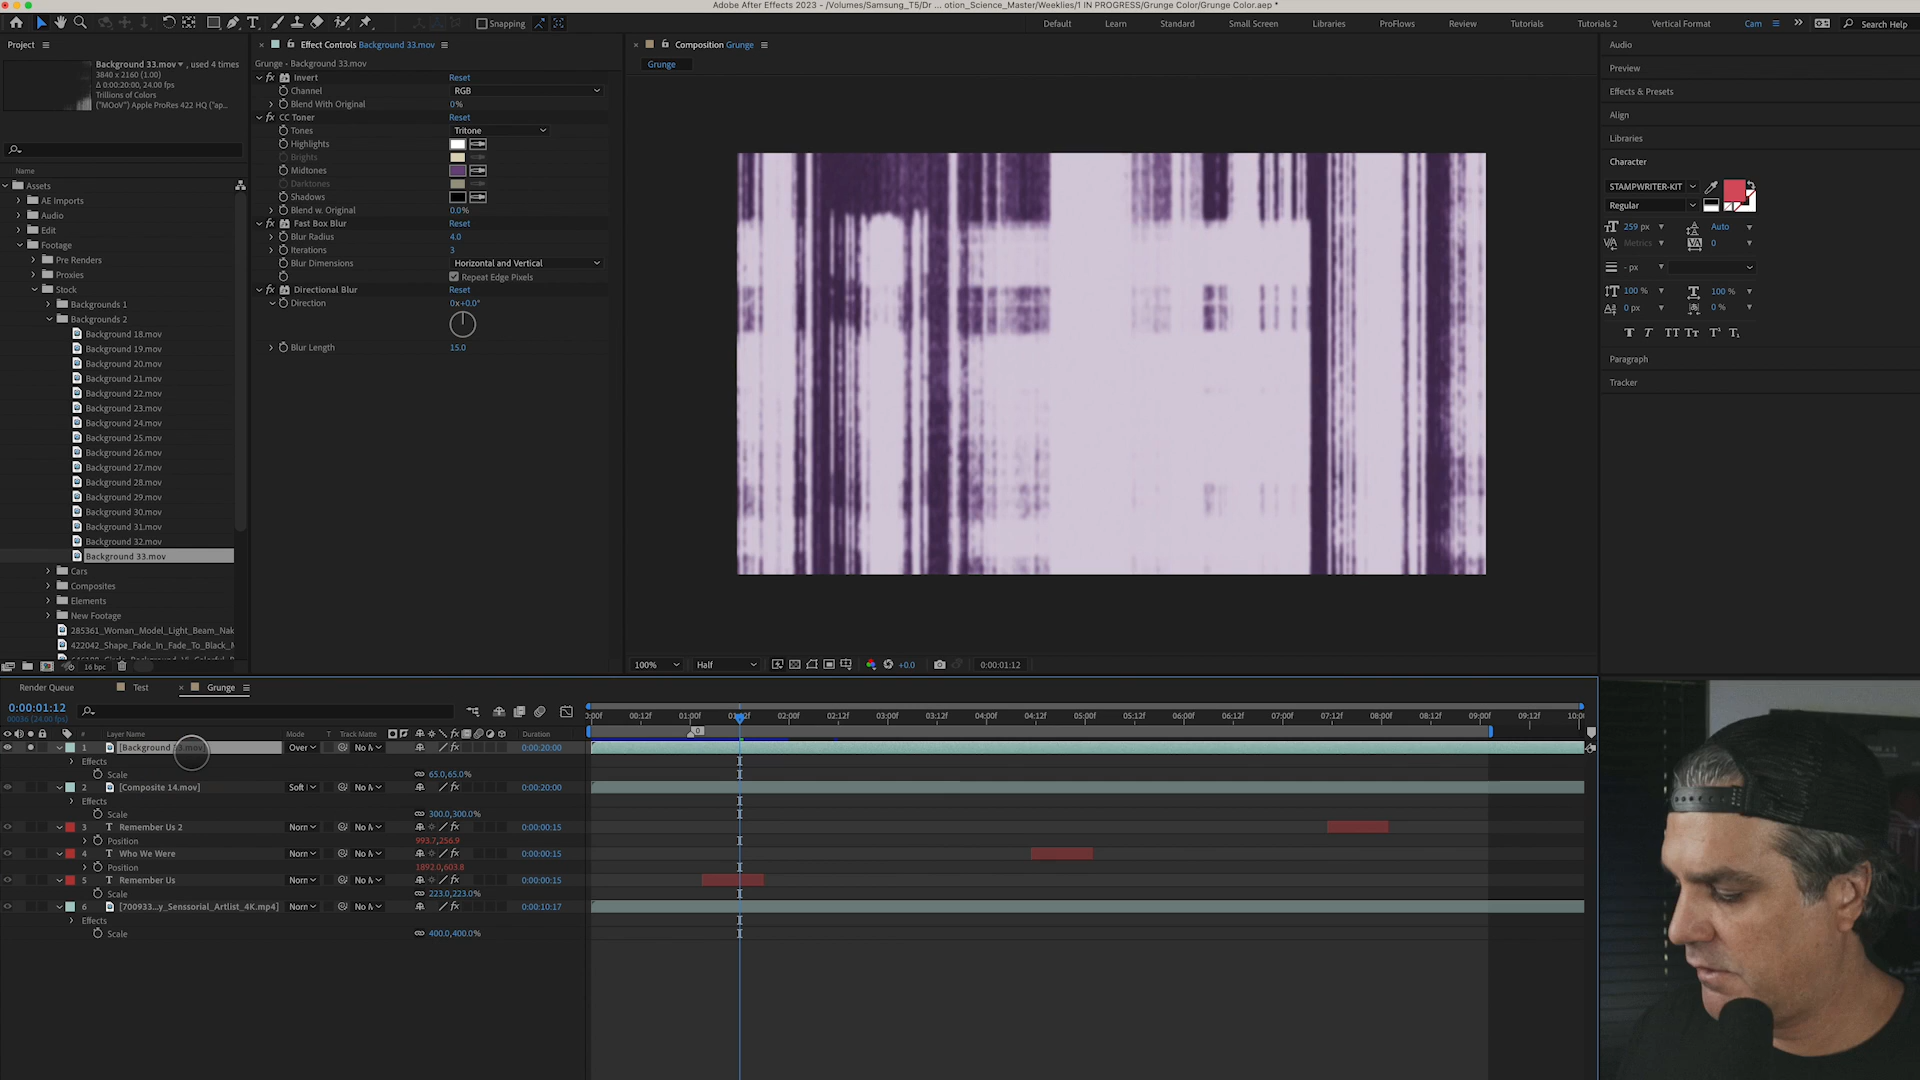 Adobe After Effects 2023 - /Volumes/Samsung_T5/Dr ... otion_Science_Master/Weeklies/1 IN PROGRESS/Grunge Color/Grunge Color.aep *
Snapping
Default
Learn
Standard
Small Screen
Libraries
ProFlows
Review
Tutorials
Tutorials 2
Vertical Format
Cam
Search Help
Project
Background 33.mov , used 4 times
3840 x 2160 (1.00)
Δ 0:00:20:00, 24.00 fps
Trillions of Colors
("MOoV") Apple ProRes 422 HQ ("ap...
Name
Assets
AE Imports
Audio
Edit
Footage
Pre Renders
Proxies
Stock
Backgrounds 1
Backgrounds 2
Background 18.mov
Background 19.mov
Background 20.mov
Background 21.mov
Background 22.mov
Background 23.mov
Background 24.mov
Background 25.mov
Background 26.mov
Background 27.mov
Background 28.mov
Background 29.mov
Background 30.mov
Background 31.mov
Background 32.mov
Background 33.mov
Cars
Composites
Elements
New Footage
285361_Woman_Model_Light_Beam_Nak
422042_Shape_Fade_In_Fade_To_Black_M
16 bpc
Effect Controls Background 33.mov
Grunge - Background 33.mov
fx Invert Reset
Channel RGB
Blend With Original 0%
fx CC Toner Reset
Tones Tritone
Highlights
Brights
Midtones
Darktones
Shadows
Blend w. Original 0.0%
fx Fast Box Blur Reset
Blur Radius 4.0
Iterations 3
Blur Dimensions Horizontal and Vertical
Repeat Edge Pixels
fx Directional Blur Reset
Direction 0x+0.0°
Blur Length 15.0
Composition Grunge
Grunge
100% Half +0.0 0:00:01:12
Audio
Preview
Effects & Presets
Align
Libraries
Character
STAMPWRITER-KIT
Regular
259 px Auto
Metrics 0
- px
100 % 100 %
0 px 0 %
T T TT Tт T¹ T₁
Paragraph
Tracker
Render Queue
Test
Grunge
0:00:01:12
00036 (24.00 fps)
:00f 00:12f 01:00f 02:00f 02:12f 03:00f 03:12f 04:00f 04:12f 05:00f 05:12f 06:00f 06:12f 07:00f 07:12f 08:00f 08:12f 09:00f 09:12f 10:00
# Layer Name Mode T Track Matte Duration
0
1 [Background 33.mov] Over No M 0:00:20:00
Effects
Scale 65.0,65.0%
2 [Composite 14.mov] Soft No M 0:00:20:00
Effects
Scale 300.0,300.0%
3 T Remember Us 2 Norm No M 0:00:00:15
Position 993.7,256.9
4 T Who We Were Norm No M 0:00:00:15
Position 1892.0,603.8
5 T Remember Us Norm No M 0:00:00:15
Scale 223.0,223.0%
6 [700933...y_Senssorial_Artlist_4K.mp4] Norm No M 0:00:10:17
Effects
Scale 400.0,400.0%